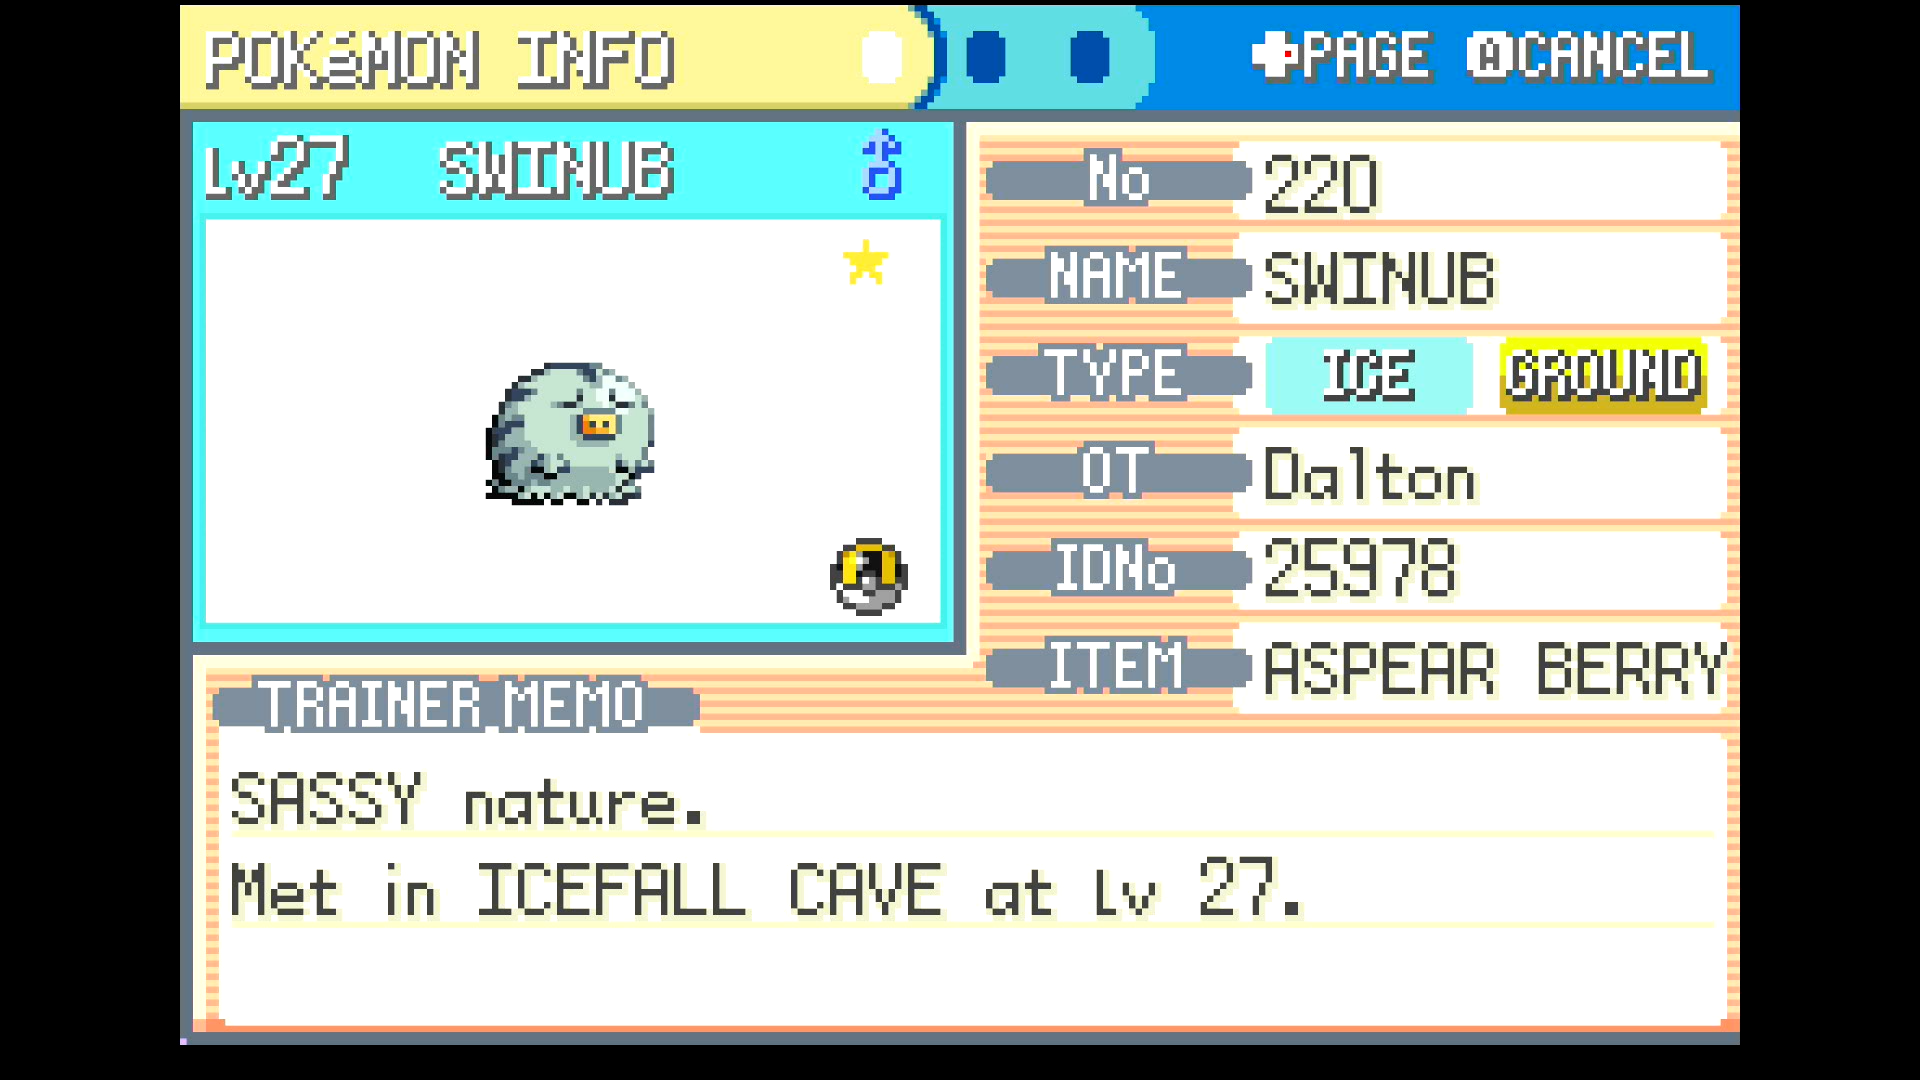 POKéMON INFO PAGE A CANCEL
Lv27 SWINUB ♂
No 220
NAME SWINUB
TYPE ICE GROUND
OT Dalton
IDNo 25978
ITEM ASPEAR BERRY
TRAINER MEMO
SASSY nature.
Met in ICEFALL CAVE at Lv 27.